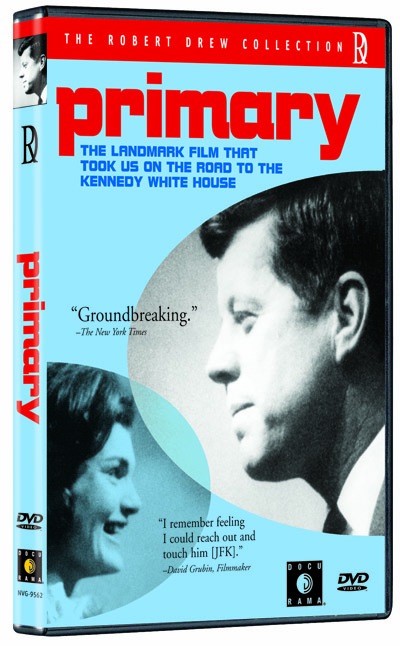 THE ROBERT DREW COLLECTION RD
primary
THE LANDMARK FILM THAT
TOOK US ON THE ROAD TO THE
KENNEDY WHITE HOUSE
“Groundbreaking.”
–The New York Times
“I remember feeling
I could reach out and
touch him [JFK].”
–David Grubin, Filmmaker
DOCU
RAMA®
DVD
VIDEO
RD
primary
DVD
VIDEO
DOCU
RAMA
NVG-9562